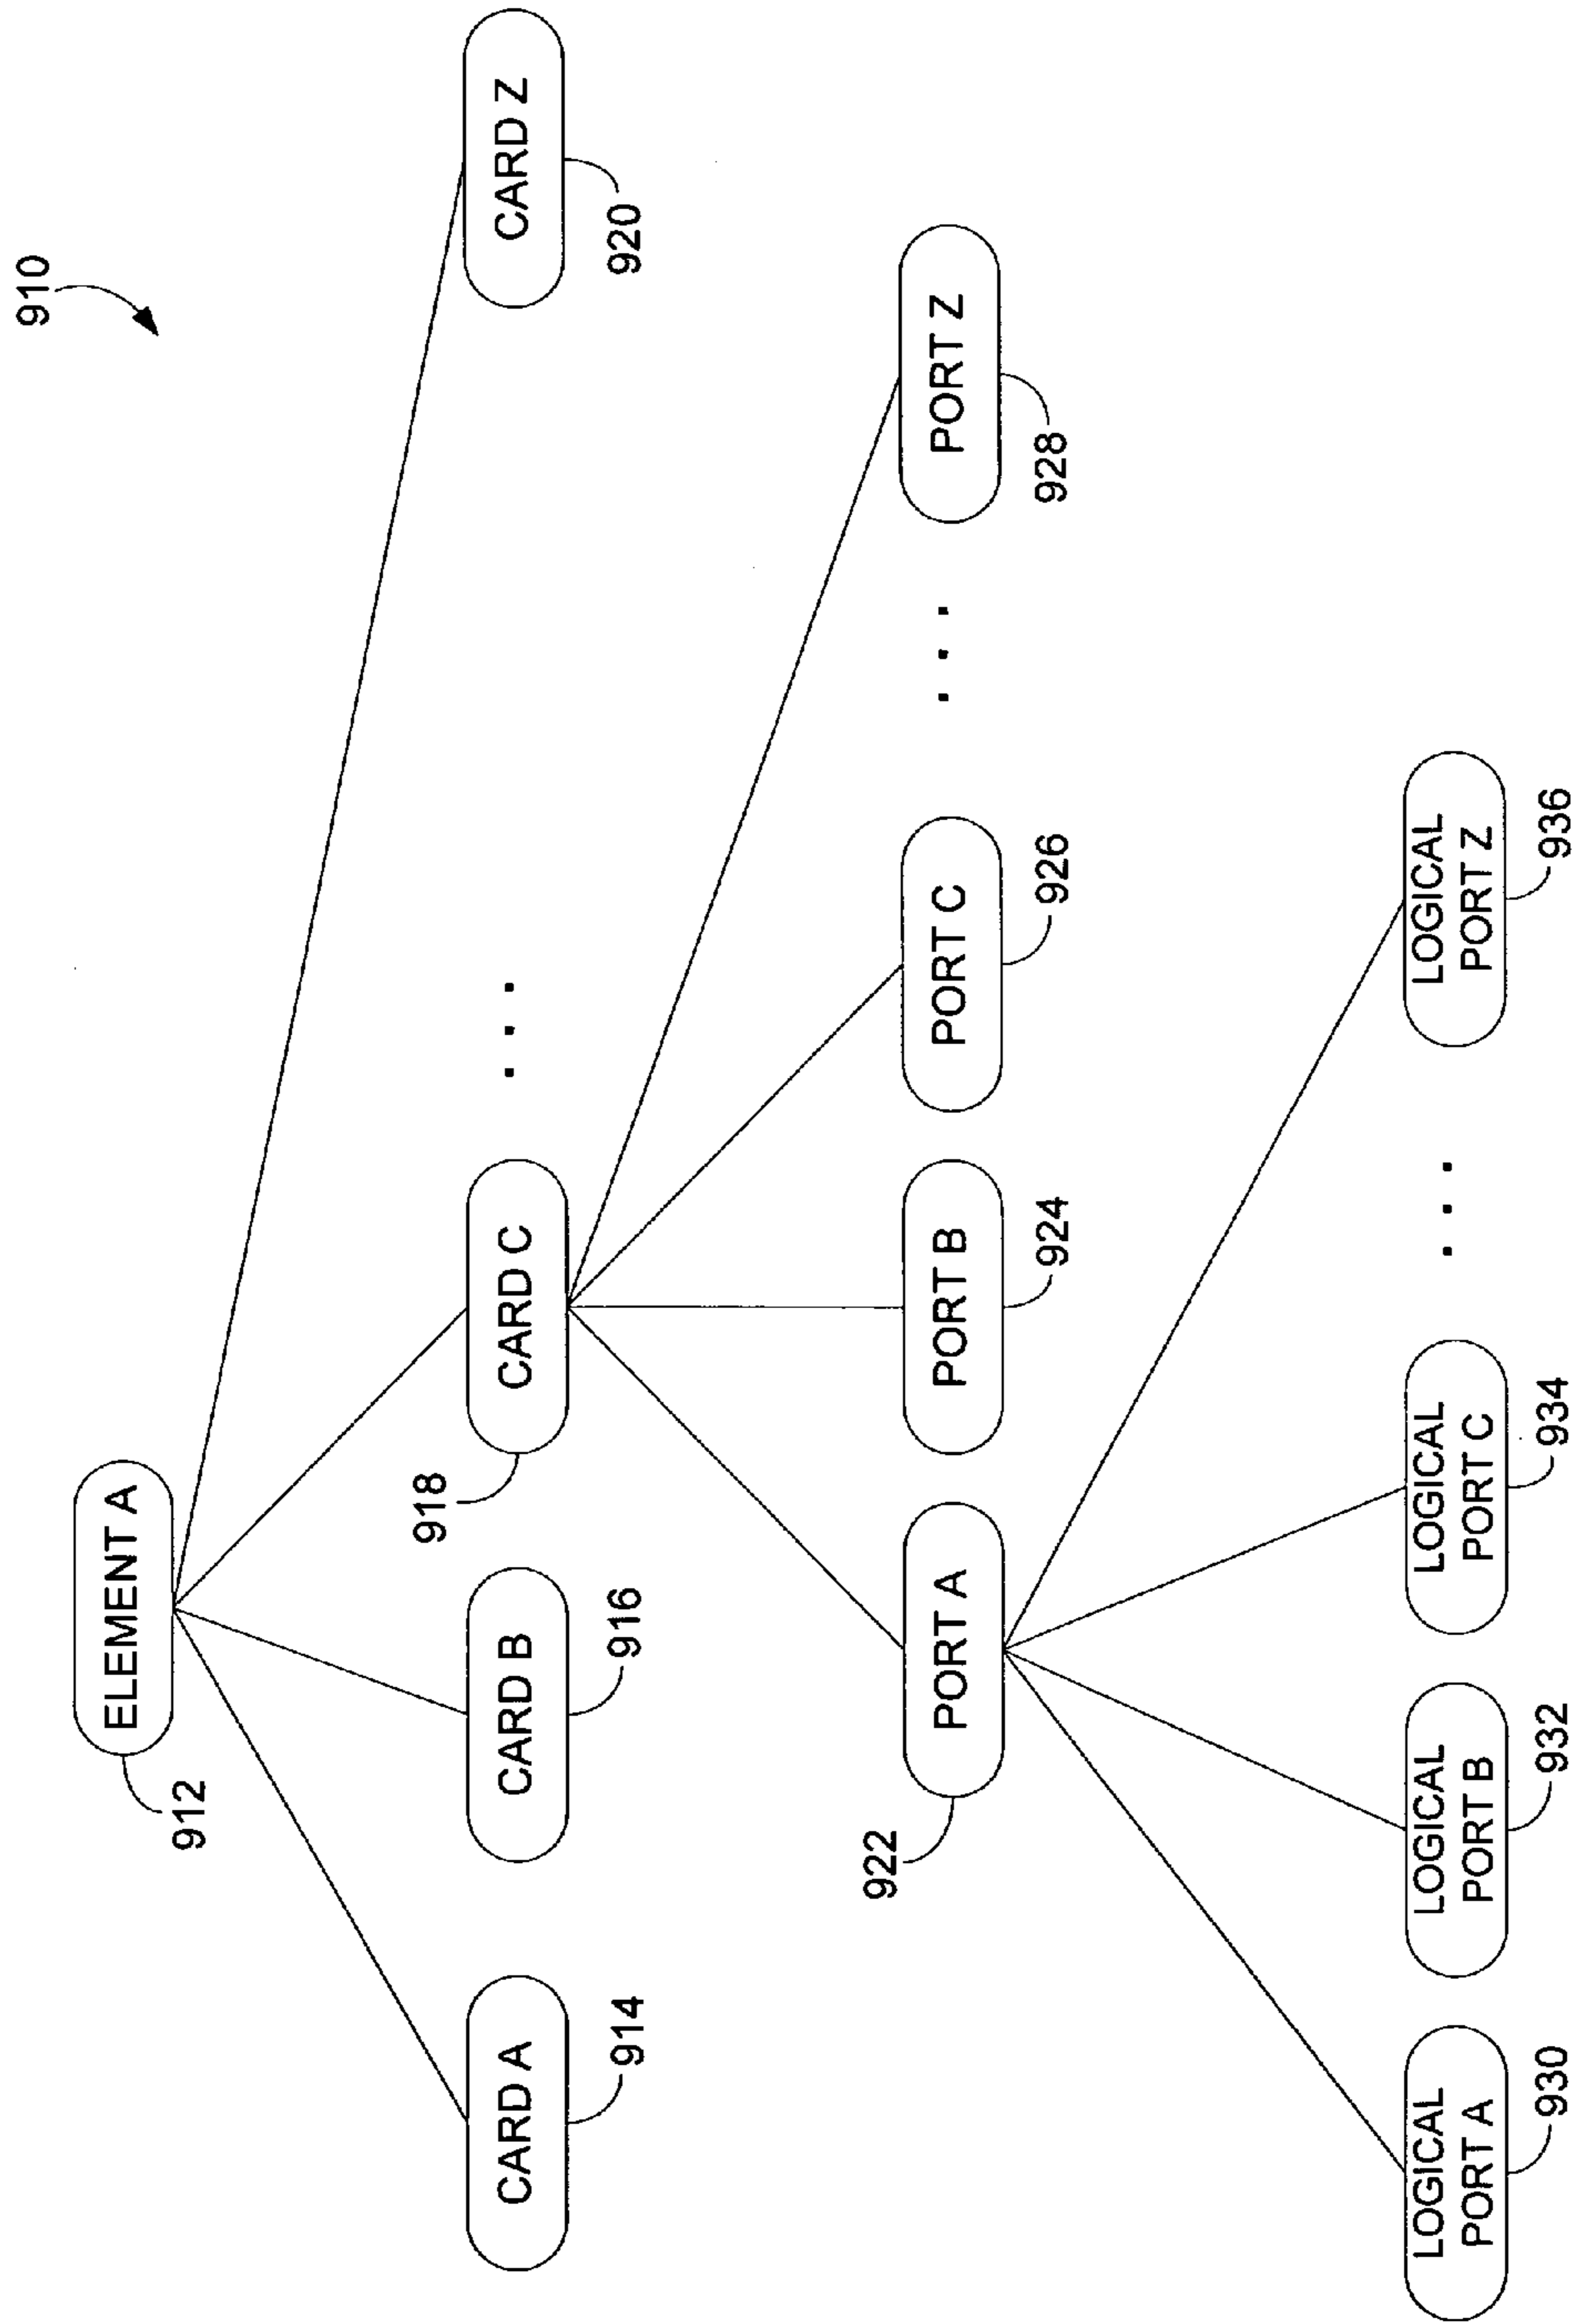 910
ELEMENT A
912
CARD A
914
CARD B
916
CARD C
918
. . .
CARD Z
920
PORT A
922
PORT B
924
PORT C
926
. . .
PORT Z
928
LOGICAL
PORT A
930
LOGICAL
PORT B
932
LOGICAL
PORT C
934
. . .
LOGICAL
PORT Z
936